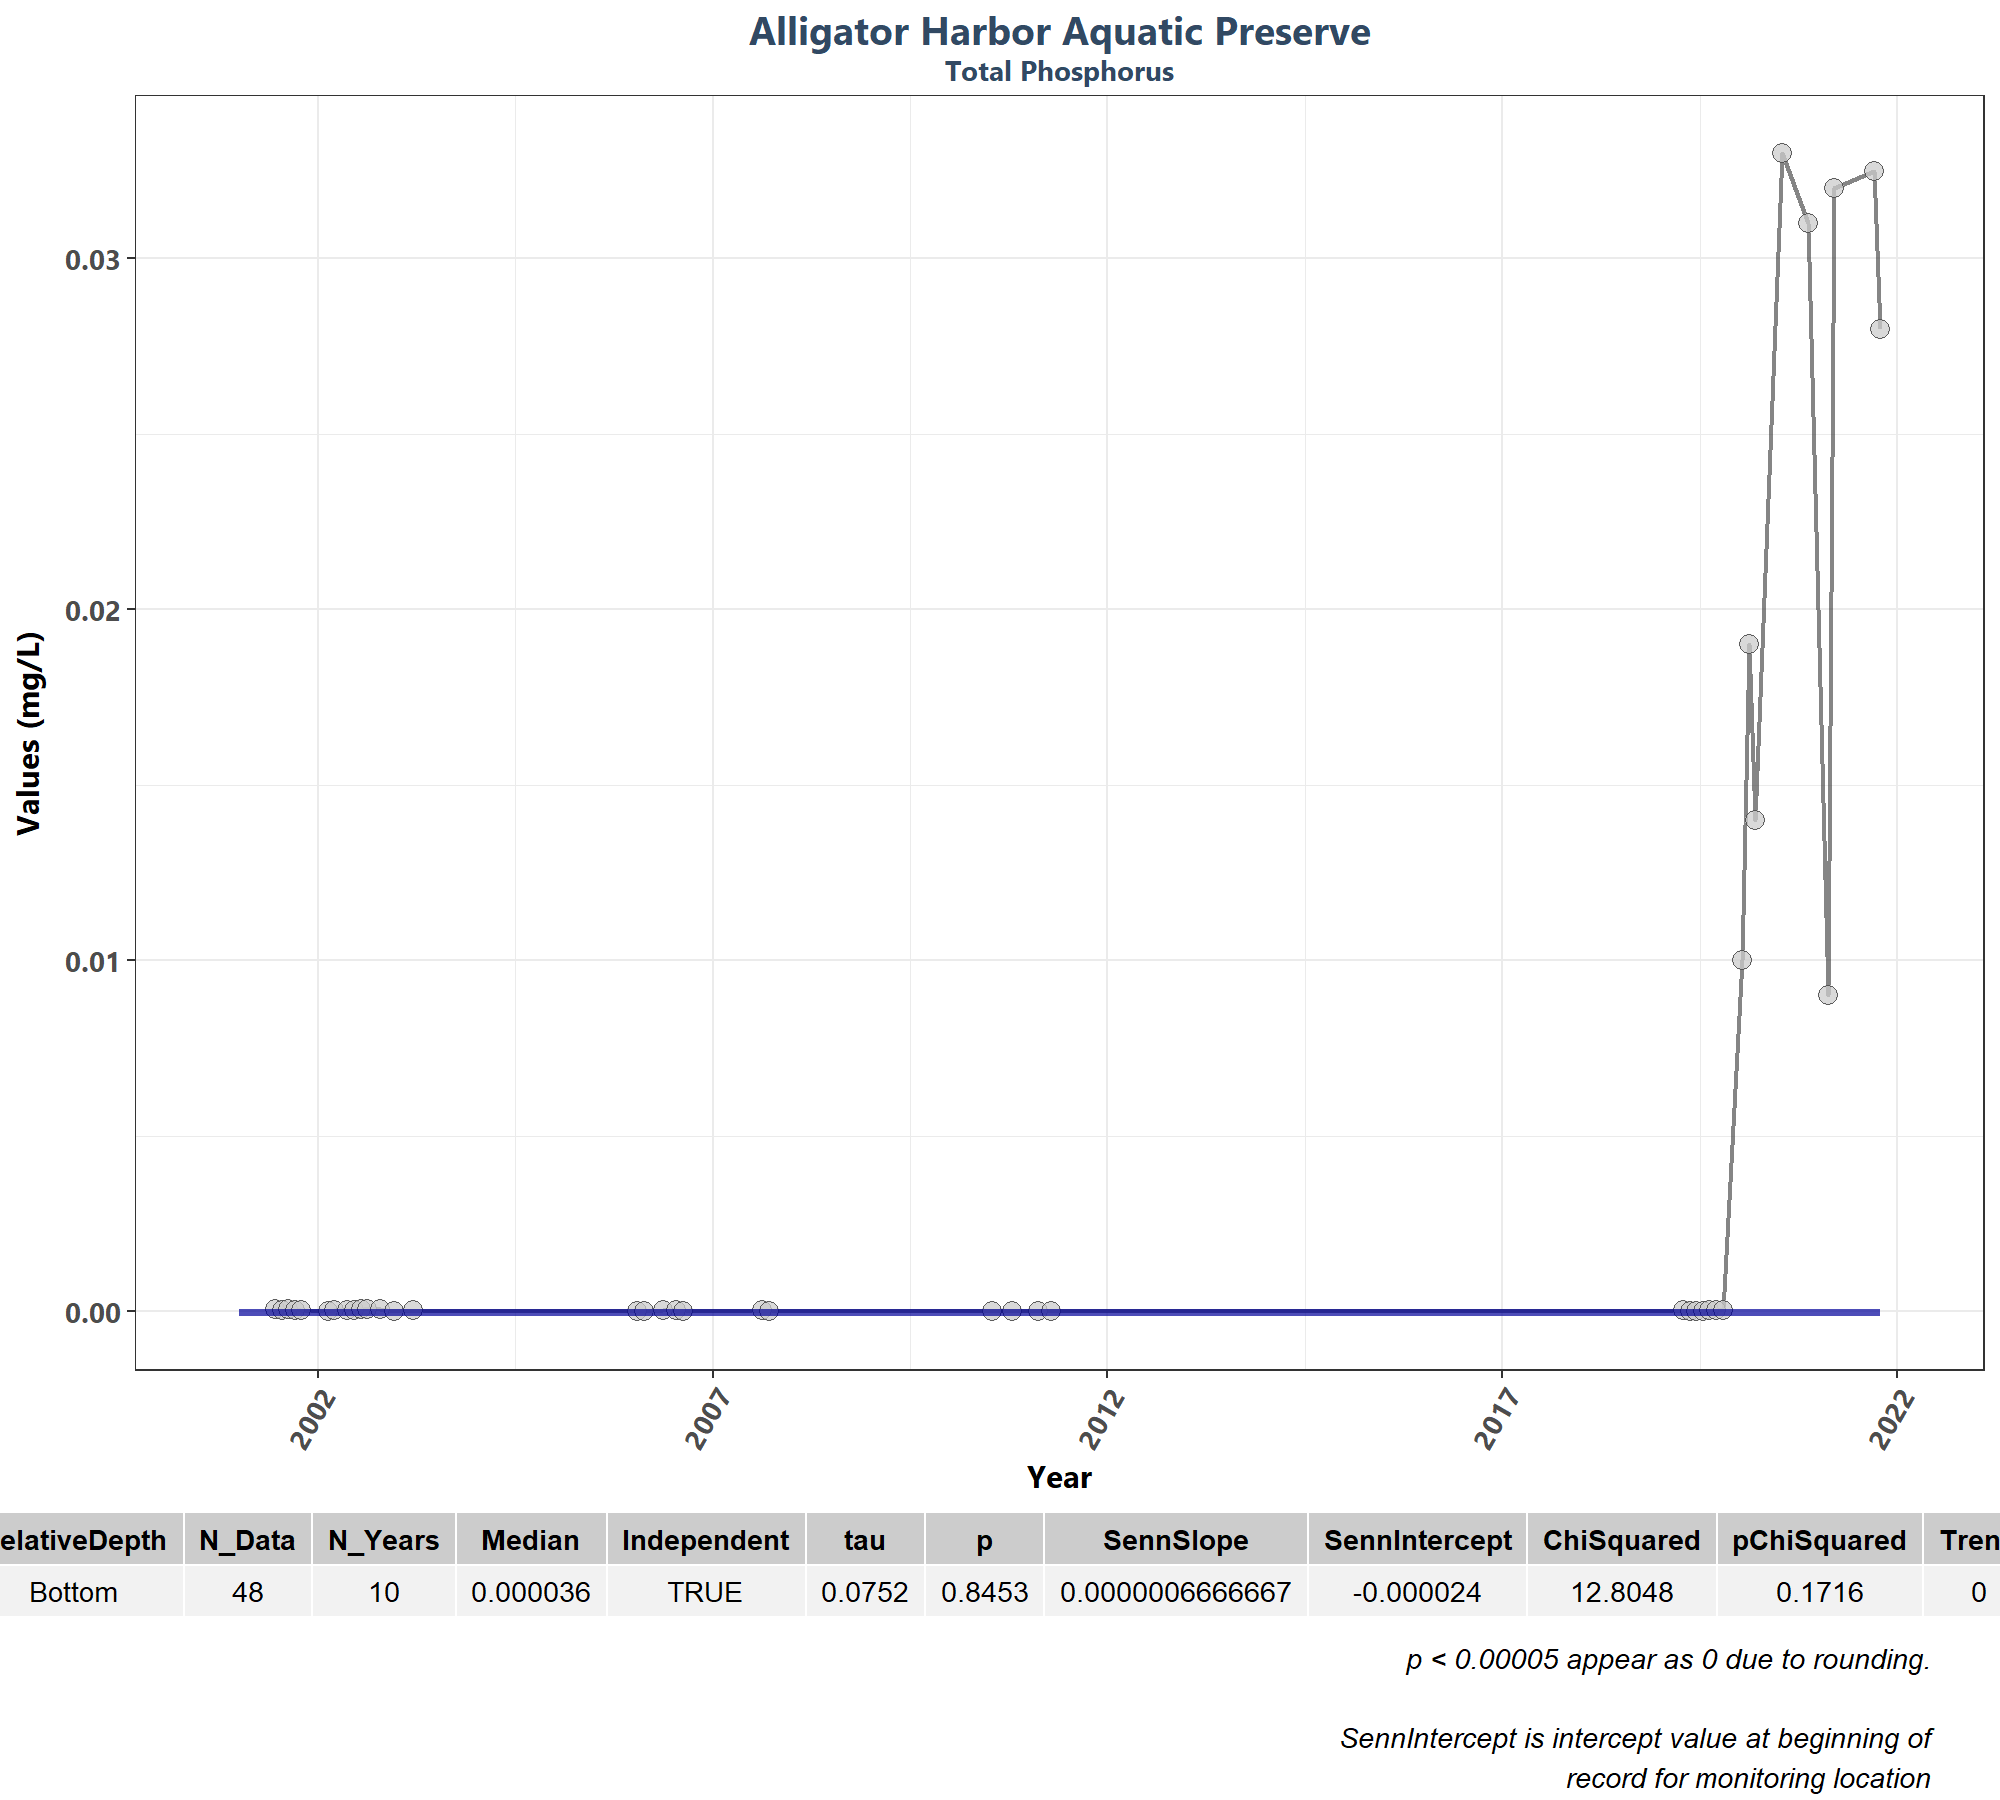 Alligator Harbor Aquatic Preserve
Total Phosphorus
0.03
0.02
0.01
0.00
Values (mg/L)
2002 2007 2012 2017 2022
Year
elativeDepth N_Data N_Years Median Independent tau p SennSlope SennIntercept ChiSquared pChiSquared Tren
Bottom 48 10 0.000036 TRUE 0.0752 0.8453 0.0000006666667 -0.000024 12.8048 0.1716 0
p < 0.00005 appear as 0 due to rounding.
SennIntercept is intercept value at beginning of
record for monitoring location